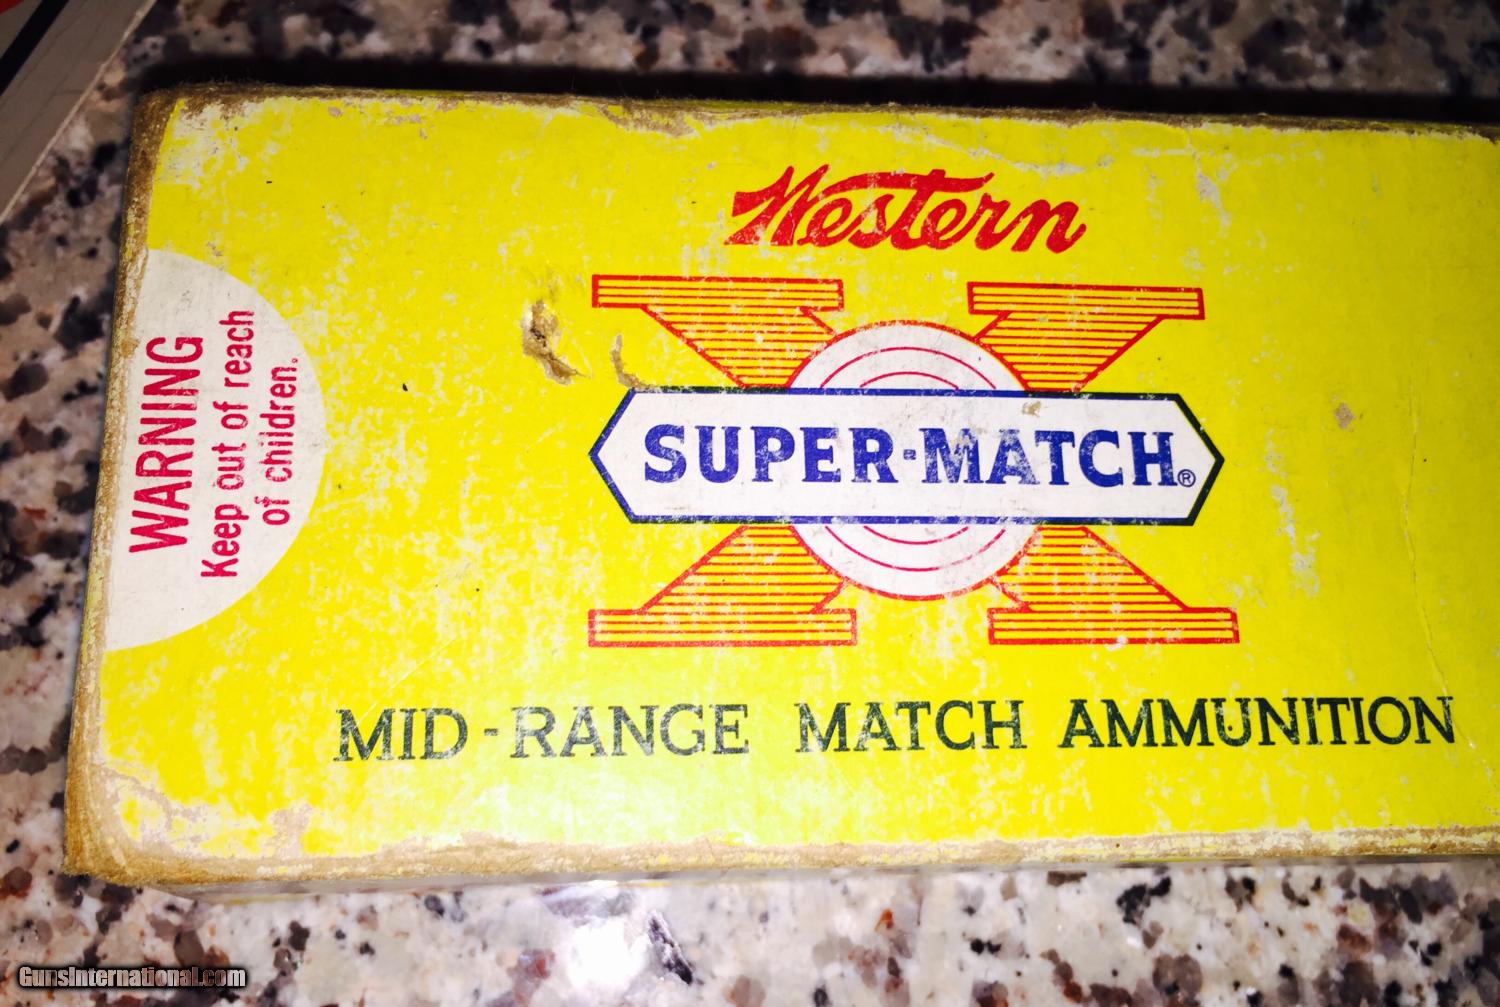 Western
SUPER-MATCH®
MID-RANGE MATCH AMMUNITION
WARNING
Keep out of reach
of children.
GunsInternational.com